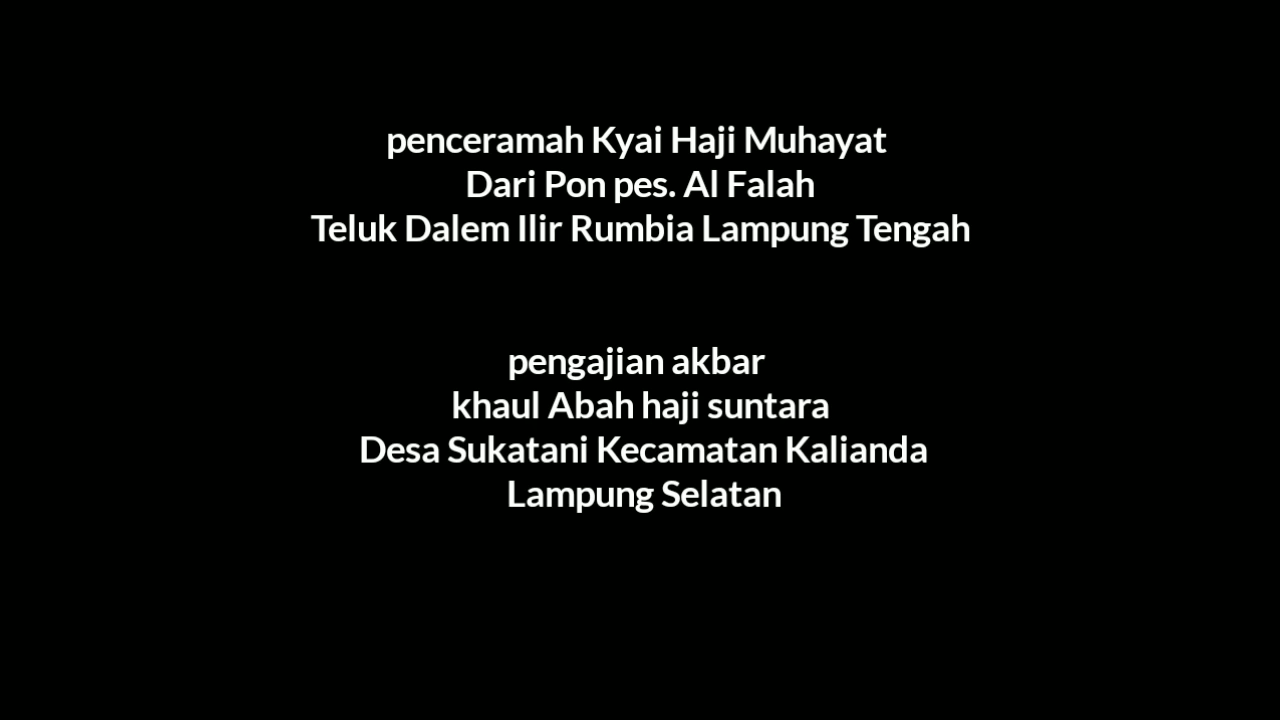 penceramah Kyai Haji Muhayat
Dari Pon pes. Al Falah
Teluk Dalem Ilir Rumbia Lampung Tengah
pengajian akbar
khaul Abah haji suntara
Desa Sukatani Kecamatan Kalianda
Lampung Selatan